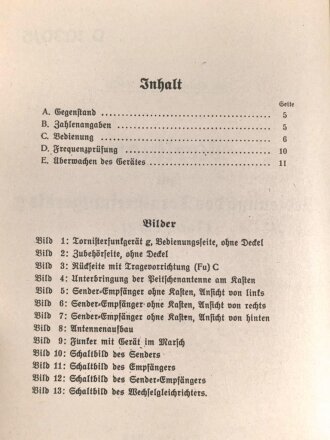 Inhalt
Seite
A. Gegenstand 5
B. Zahlenangaben 5
C. Bedienung 6
D. Frequenzprüfung 10
E. Überwachen des Gerätes 11
Bilder
Bild 1: Tornisterfunkgerät g, Bedienungsseite, ohne Deckel
Bild 2: Zubehörseite, ohne Deckel
Bild 3: Rückseite mit Tragevorrichtung (Fu) C
Bild 4: Unterbringung der Peitschenantenne am Kasten
Bild 5: Sender-Empfänger ohne Kasten, Ansicht von links
Bild 6: Sender-Empfänger ohne Kasten, Ansicht von rechts
Bild 7: Sender-Empfänger ohne Kasten, Ansicht von hinten
Bild 8: Antennenaufbau
Bild 9: Funker mit Gerät im Marsch
Bild 10: Schaltbild des Senders
Bild 11: Schaltbild des Empfängers
Bild 12: Schaltbild des Sender-Empfängers
Bild 13: Schaltbild des Wechselgleichrichters.